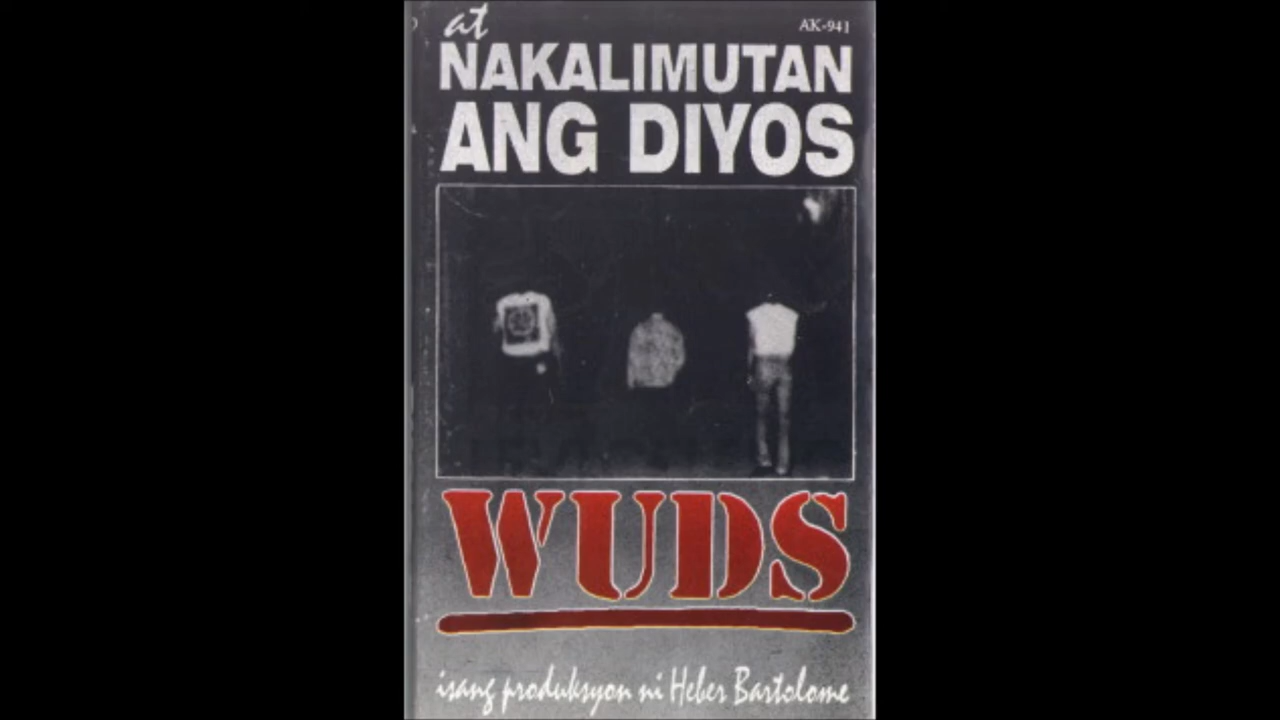 at
AK-941
NAKALIMUTAN
ANG DIYOS
WUDS
isang produksyon ni Heber Bartolome